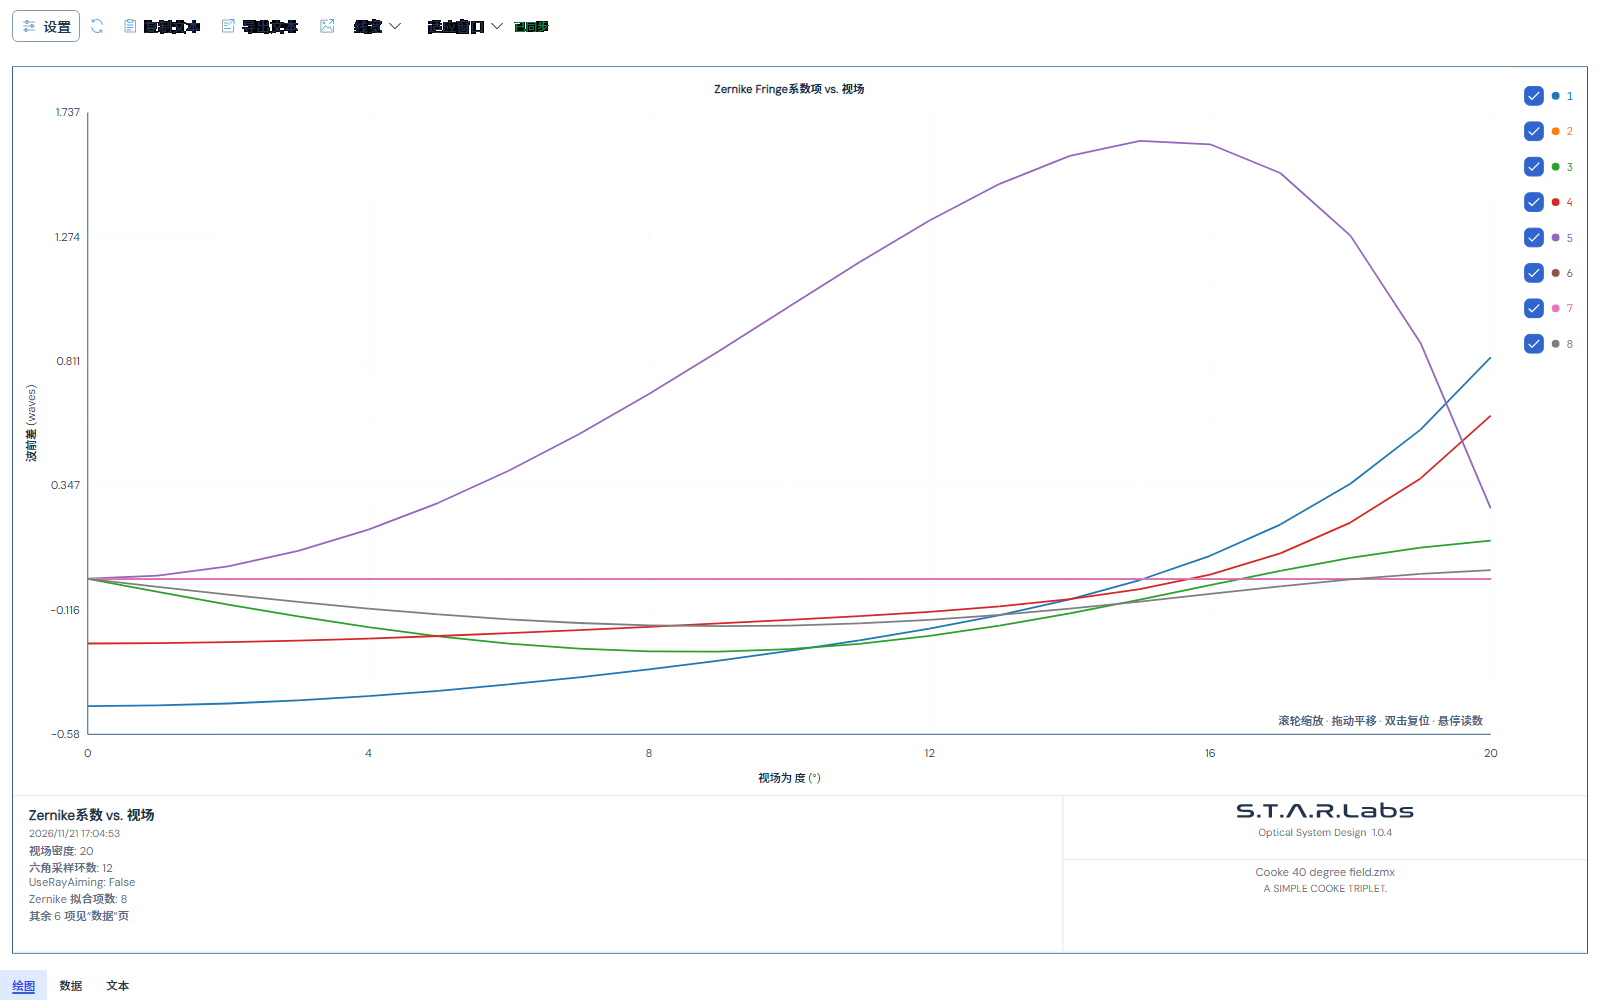 设置
Zernike Fringe系数项 vs. 视场
1.737
1.274
0.811
0.347
-0.116
-0.58
波前差 (waves)
0 4 8 12 16 20
视场为 度 (°)
滚轮缩放 · 拖动平移 · 双击复位 · 悬停读数
1
2
3
4
5
6
7
8
Zernike系数 vs. 视场
2026/11/21 17:04:53
视场密度: 20
六角采样环数: 12
UseRayAiming: False
Zernike 拟合项数: 8
其余 6 项见“数据”页
S.T.A.R.Labs
Optical System Design 1.0.4
Cooke 40 degree field.zmx
A SIMPLE COOKE TRIPLET.
绘图 数据 文本